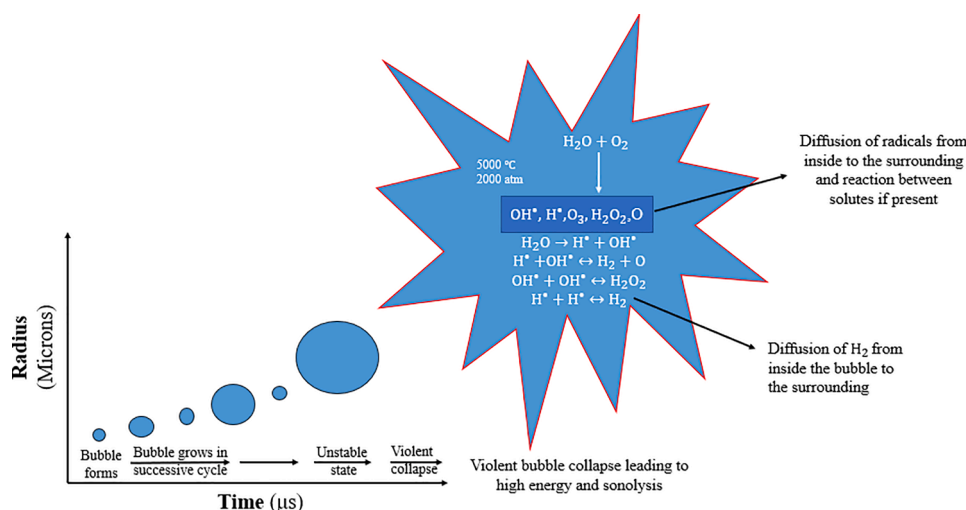 H₂O + O₂
5000 ℃
2000 atm
OH•, H•,O₃, H₂O₂,O
H₂O → H• + OH•
H• +OH• ↔ H₂ + O
OH• + OH• ↔ H₂O₂
H• + H• ↔ H₂
Diffusion of radicals from
inside to the surrounding
and reaction between
solutes if present
Diffusion of H₂ from
inside the bubble to
the surrounding
Radius
(Microns)
Bubble
forms
Bubble grows in
successive cycle
Unstable
state
Violent
collapse
Violent bubble collapse leading to
high energy and sonolysis
Time (μs)